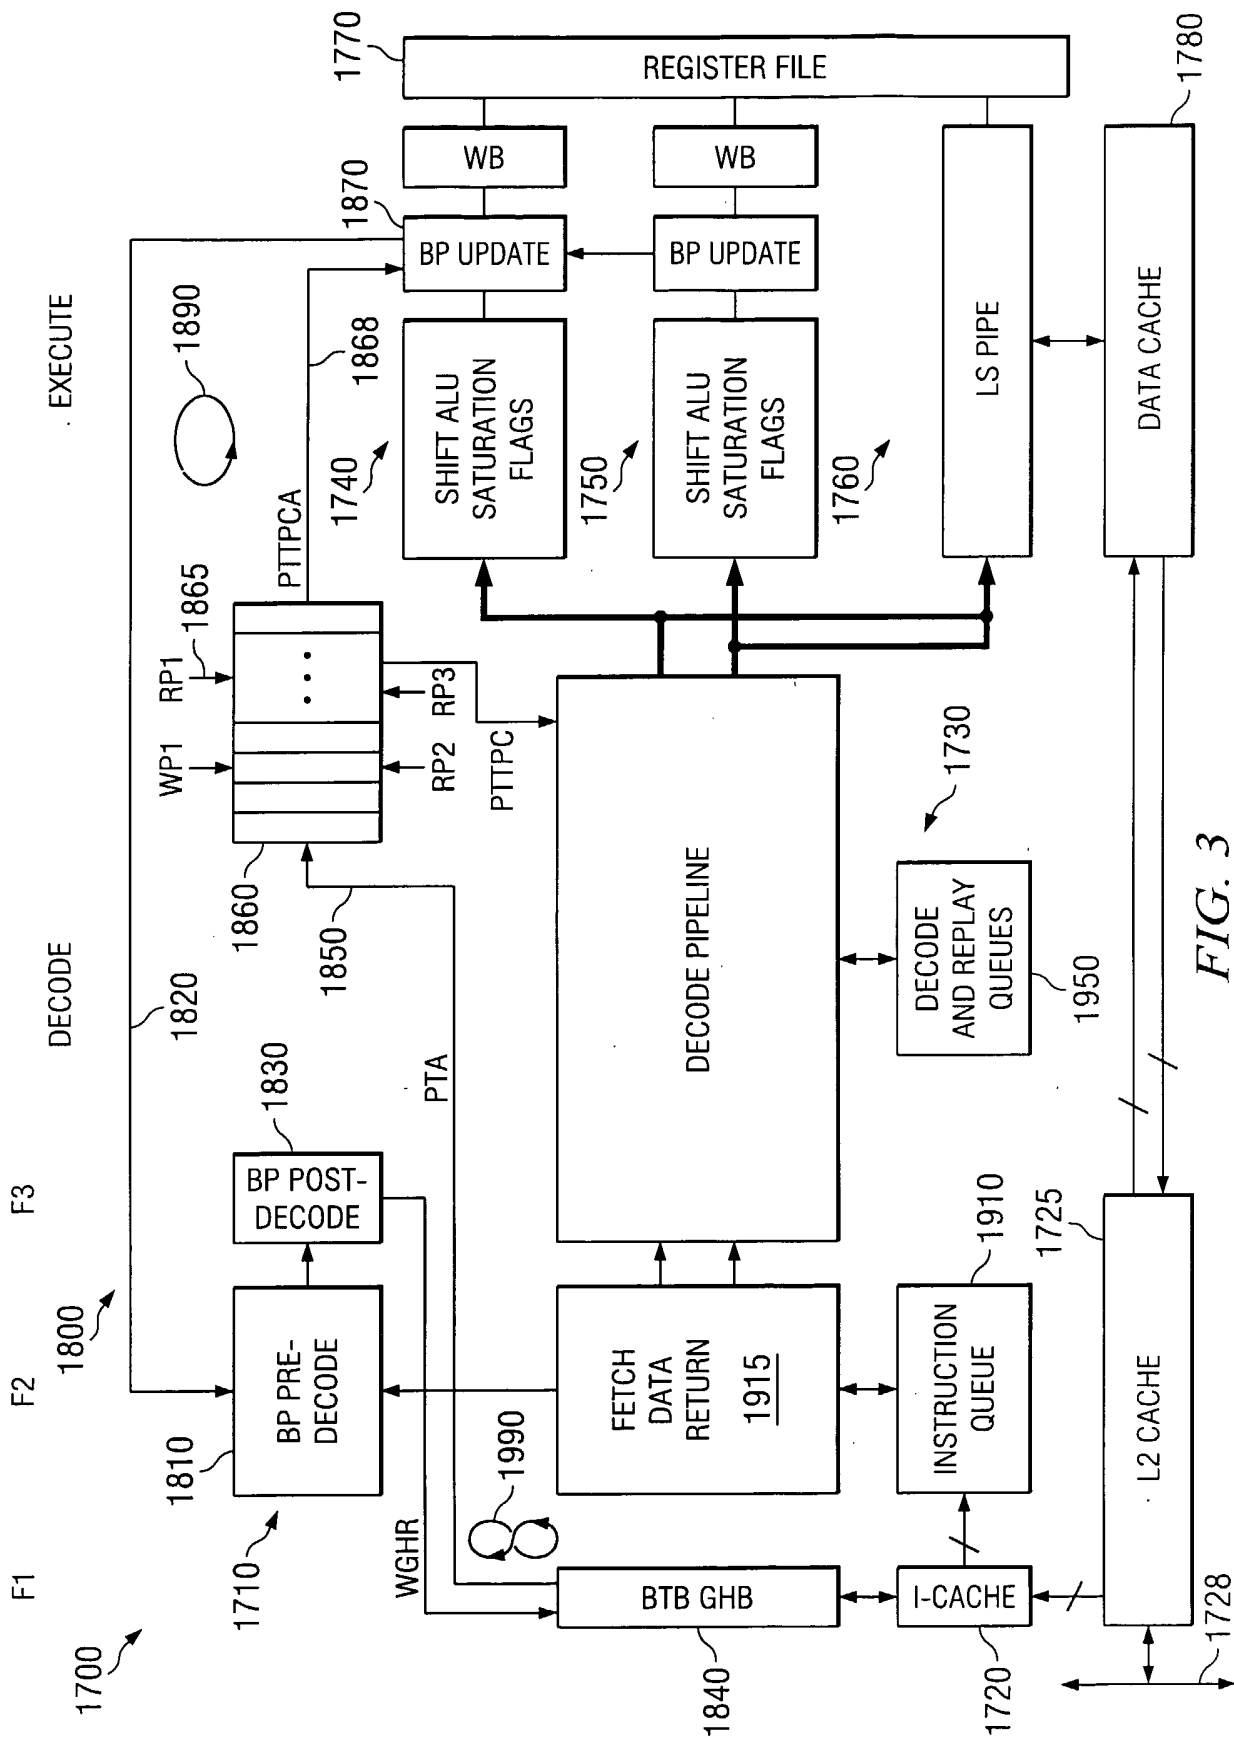 1700
F1
F2
F3
DECODE
EXECUTE
1800
1710
1810
BP PRE-
DECODE
BP POST-
DECODE
1830
1820
1890
WGHR
PTA
1850
1860
WP1
RP1
1865
RP2
RP3
PTTPCA
1868
PTTPC
1990
1840
BTB GHB
FETCH
DATA
RETURN
1915
DECODE PIPELINE
1740
SHIFT ALU
SATURATION
FLAGS
BP UPDATE
1870
WB
1770
REGISTER FILE
1750
SHIFT ALU
SATURATION
FLAGS
BP UPDATE
WB
1760
LS PIPE
1720
I-CACHE
INSTRUCTION
QUEUE
1910
DECODE
AND REPLAY
QUEUES
1950
1730
1728
L2 CACHE
1725
DATA CACHE
1780
FIG. 3